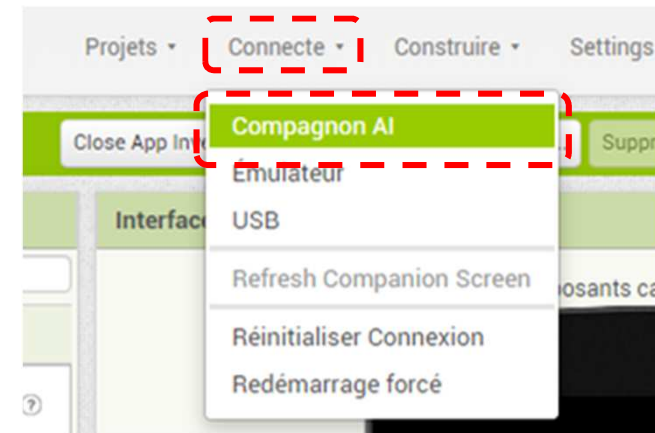 Projets ▾ Connecte ▾ Construire ▾ Settings
Compagnon AI
Close App Inv
Suppr
Émulateur
Interface
USB
Refresh Companion Screen
posants ca
Réinitialiser Connexion
Redémarrage forcé
?